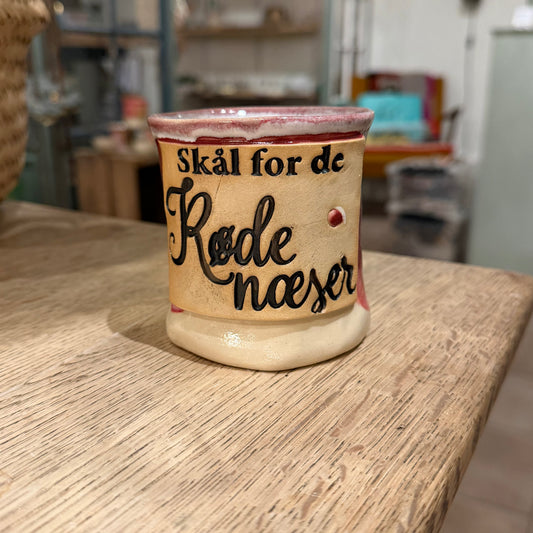 Skål for de
Røde
næser